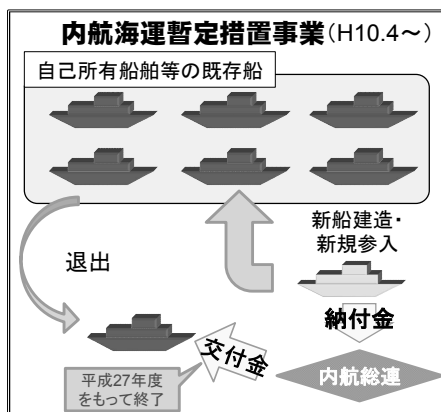 内航海運暫定措置事業(H10.4～)
自己所有船舶等の既存船
新船建造・
新規参入
退出
納付金
交付金
内航総連
平成27年度
をもって終了